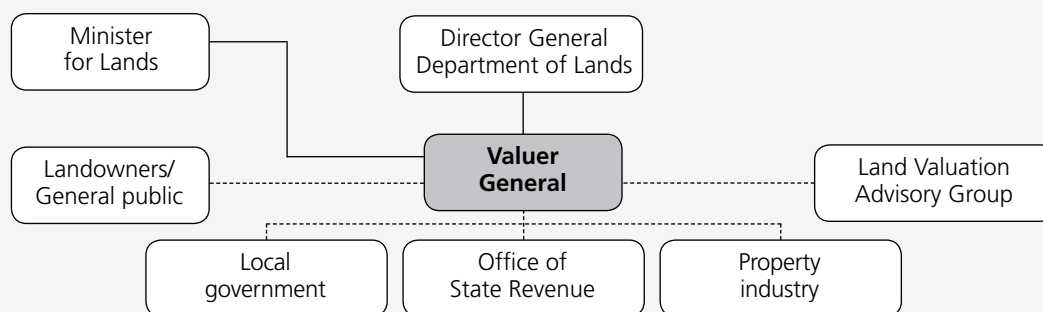 Minister
for Lands
Director General
Department of Lands
Valuer
General
Landowners/
General public
Land Valuation
Advisory Group
Local
government
Office of
State Revenue
Property
industry